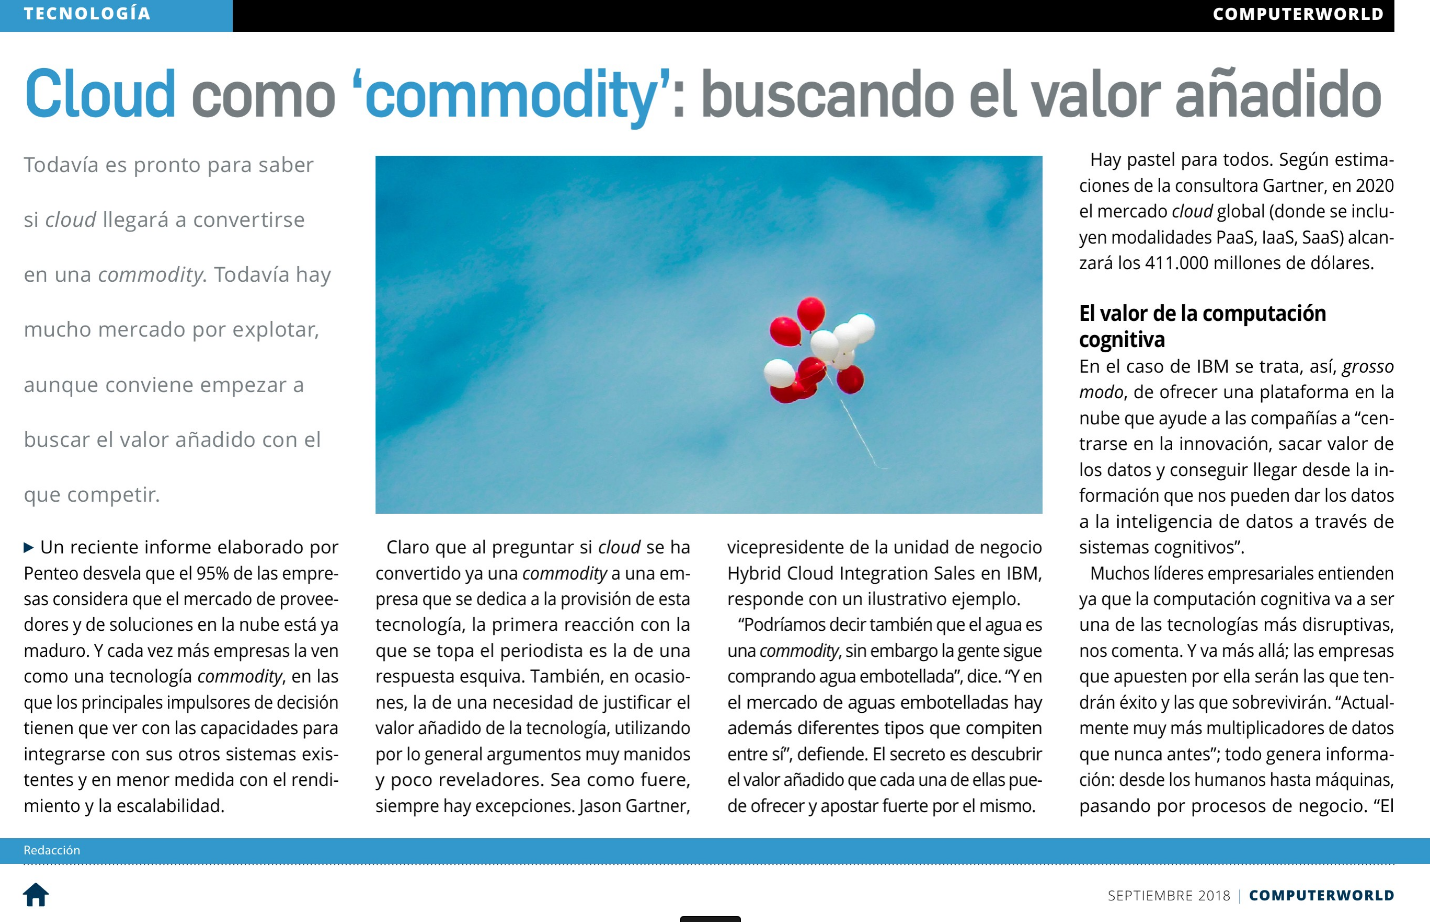 TECNOLOGÍA
COMPUTERWORLD
Cloud como ‘commodity’: buscando el valor añadido
Todavía es pronto para saber
si cloud llegará a convertirse
en una commodity. Todavía hay
mucho mercado por explotar,
aunque conviene empezar a
buscar el valor añadido con el
que competir.
▶ Un reciente informe elaborado por
Penteo desvela que el 95% de las empre-
sas considera que el mercado de provee-
dores y de soluciones en la nube está ya
maduro. Y cada vez más empresas la ven
como una tecnología commodity, en las
que los principales impulsores de decisión
tienen que ver con las capacidades para
integrarse con sus otros sistemas exis-
tentes y en menor medida con el rendi-
miento y la escalabilidad.
Claro que al preguntar si cloud se ha
convertido ya una commodity a una em-
presa que se dedica a la provisión de esta
tecnología, la primera reacción con la
que se topa el periodista es la de una
respuesta esquiva. También, en ocasio-
nes, la de una necesidad de justificar el
valor añadido de la tecnología, utilizando
por lo general argumentos muy manidos
y poco reveladores. Sea como fuere,
siempre hay excepciones. Jason Gartner,
vicepresidente de la unidad de negocio
Hybrid Cloud Integration Sales en IBM,
responde con un ilustrativo ejemplo.
“Podríamos decir también que el agua es
una commodity, sin embargo la gente sigue
comprando agua embotellada”, dice. “Y en
el mercado de aguas embotelladas hay
además diferentes tipos que compiten
entre sí”, defiende. El secreto es descubrir
el valor añadido que cada una de ellas pue-
de ofrecer y apostar fuerte por el mismo.
Hay pastel para todos. Según estima-
ciones de la consultora Gartner, en 2020
el mercado cloud global (donde se inclu-
yen modalidades PaaS, IaaS, SaaS) alcan-
zará los 411.000 millones de dólares.
El valor de la computación
cognitiva
En el caso de IBM se trata, así, grosso
modo, de ofrecer una plataforma en la
nube que ayude a las compañías a “cen-
trarse en la innovación, sacar valor de
los datos y conseguir llegar desde la in-
formación que nos pueden dar los datos
a la inteligencia de datos a través de
sistemas cognitivos”.
Muchos líderes empresariales entienden
ya que la computación cognitiva va a ser
una de las tecnologías más disruptivas,
nos comenta. Y va más allá; las empresas
que apuesten por ella serán las que ten-
drán éxito y las que sobrevivirán. “Actual-
mente muy más multiplicadores de datos
que nunca antes”; todo genera informa-
ción: desde los humanos hasta máquinas,
pasando por procesos de negocio. “El
Redacción
SEPTIEMBRE 2018 | COMPUTERWORLD